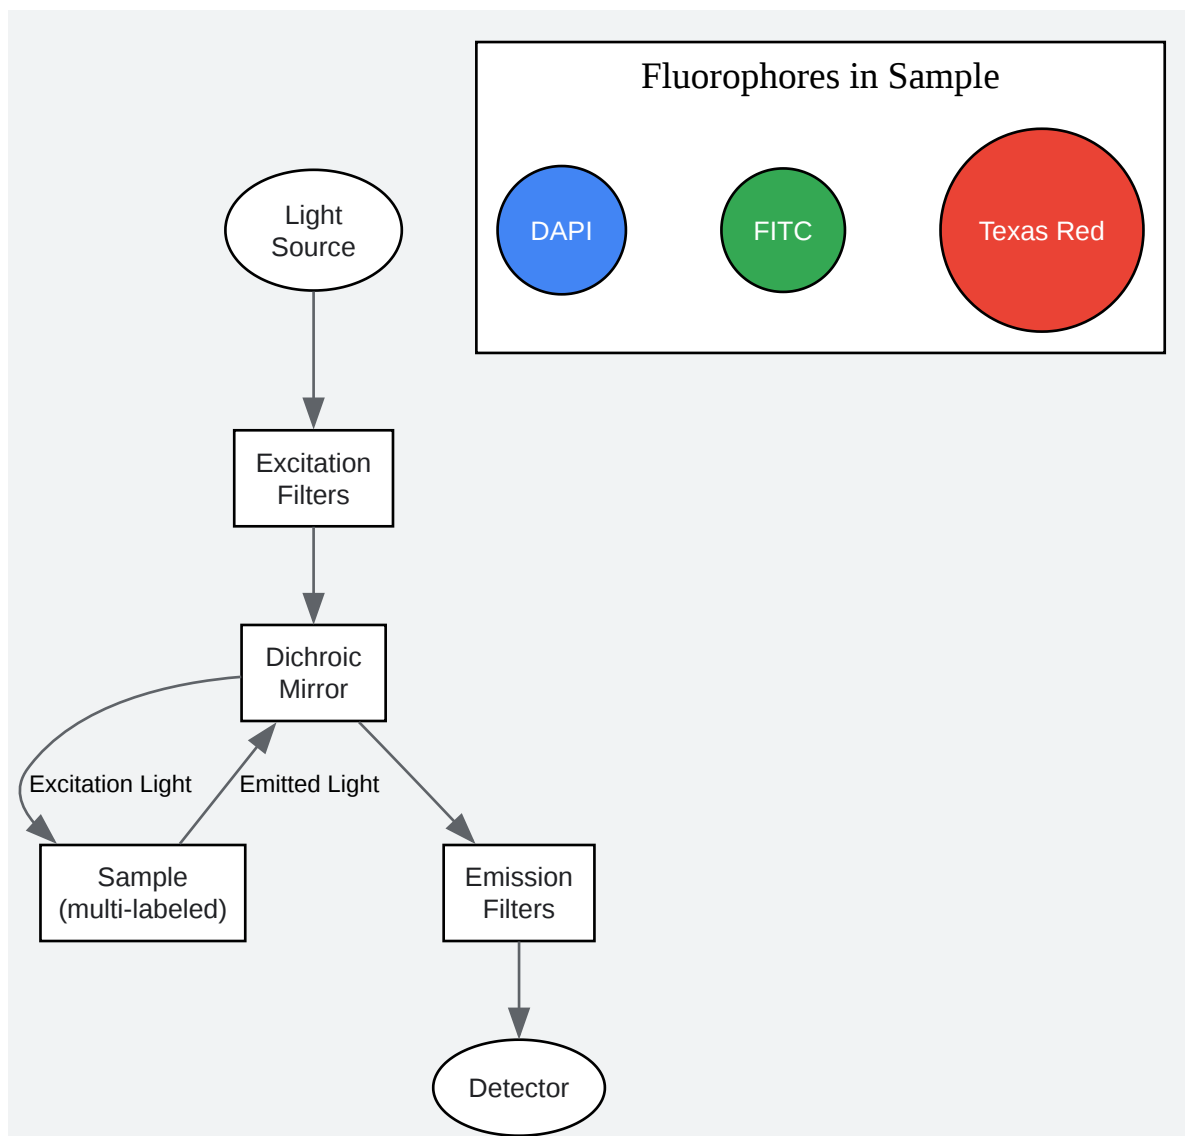 Fluorophores in Sample
DAPI
FITC
Texas Red
Light
Source
Excitation
Filters
Dichroic
Mirror
Excitation Light
Emitted Light
Sample
(multi-labeled)
Emission
Filters
Detector